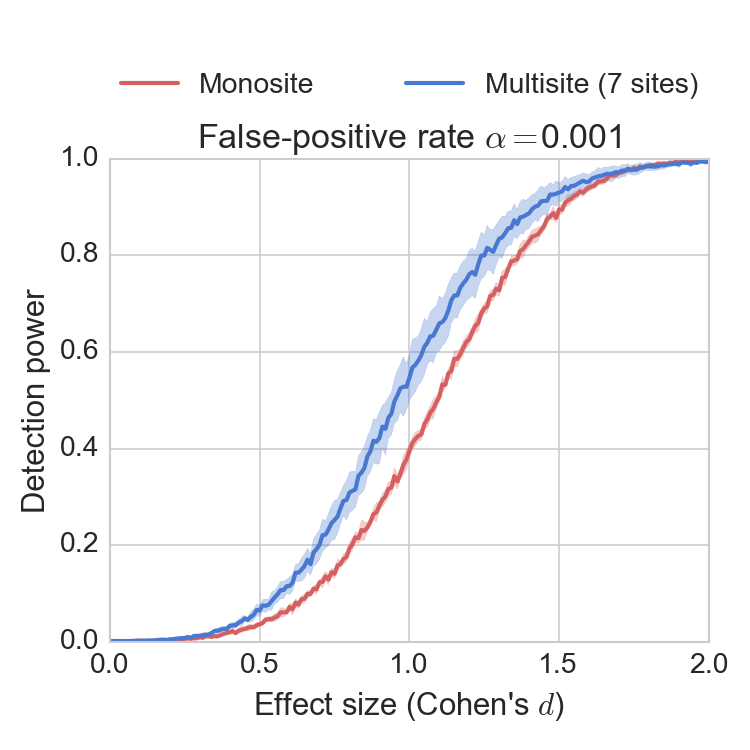 Monosite Multisite (7 sites)
False-positive rate α=0.001
1.0
0.8
0.6
0.4
0.2
0.0
Detection power
0.0 0.5 1.0 1.5 2.0
Effect size (Cohen's d)